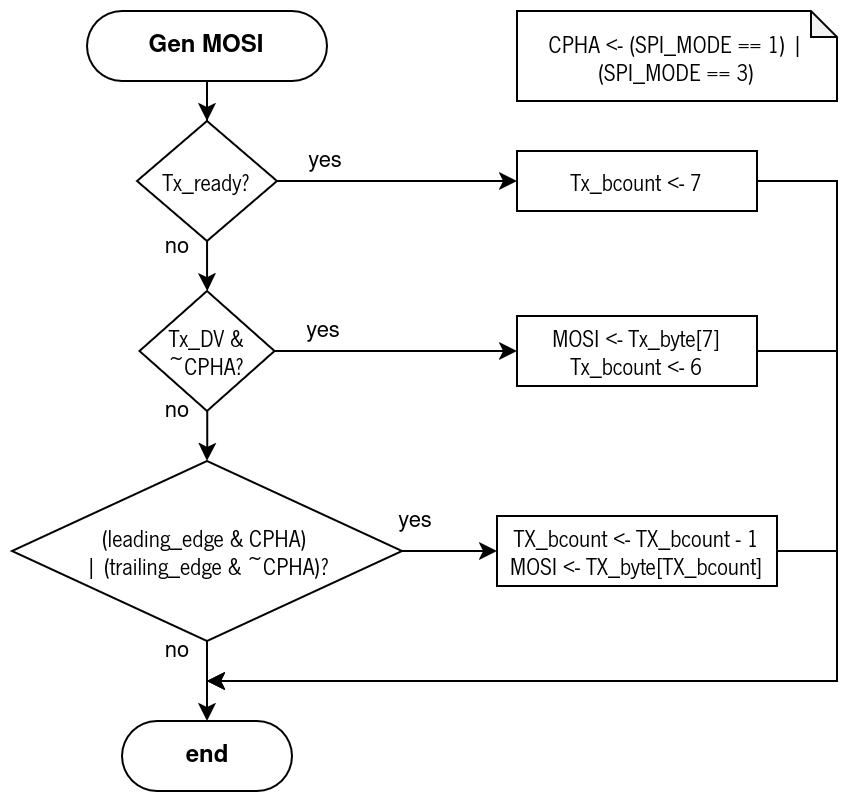 Gen MOSI
CPHA <- (SPI_MODE == 1) |
(SPI_MODE == 3)
Tx_ready?
yes
Tx_bcount <- 7
no
Tx_DV &
~CPHA?
yes
MOSI <- Tx_byte[7]
Tx_bcount <- 6
no
(leading_edge & CPHA)
| (trailing_edge & ~CPHA)?
yes
TX_bcount <- TX_bcount - 1
MOSI <- TX_byte[TX_bcount]
no
end